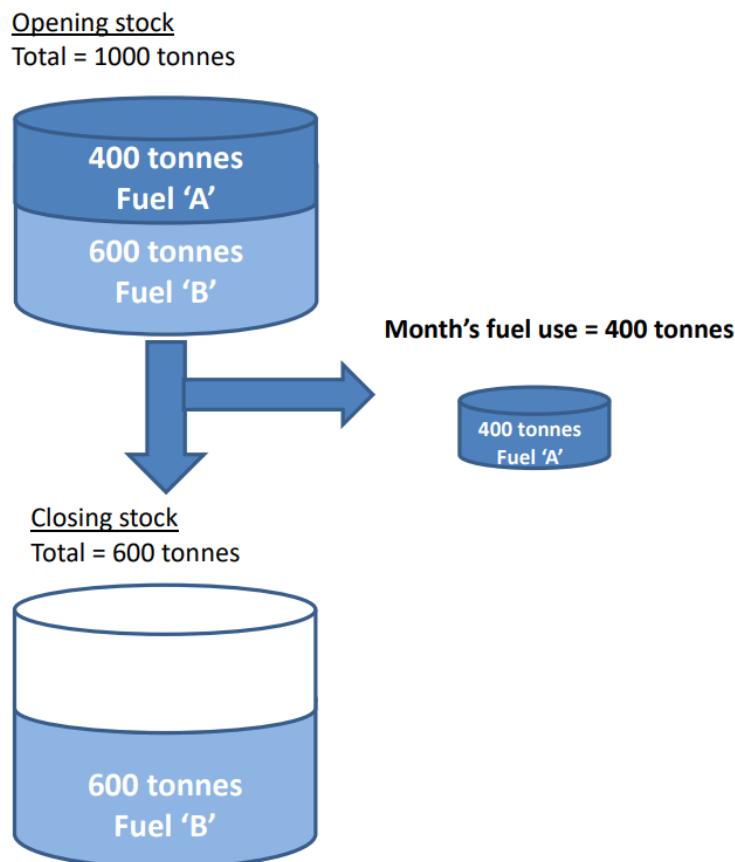 Opening stock
Total = 1000 tonnes
400 tonnes
Fuel ‘A’
600 tonnes
Fuel ‘B’
Month’s fuel use = 400 tonnes
400 tonnes
Fuel ‘A’
Closing stock
Total = 600 tonnes
600 tonnes
Fuel ‘B’